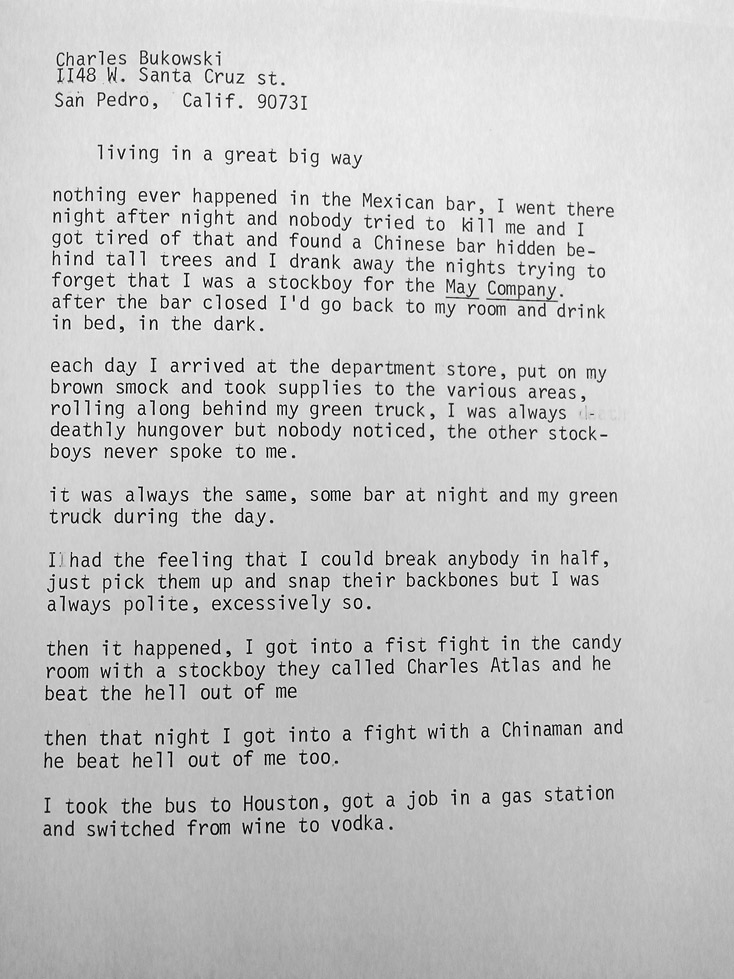 Charles Bukowski
II48 W. Santa Cruz st.
San Pedro, Calif. 9073I
living in a great big way
nothing ever happened in the Mexican bar, I went there
night after night and nobody tried to kill me and I
got tired of that and found a Chinese bar hidden be-
hind tall trees and I drank away the nights trying to
forget that I was a stockboy for the May Company.
after the bar closed I'd go back to my room and drink
in bed, in the dark.
each day I arrived at the department store, put on my
brown smock and took supplies to the various areas,
rolling along behind my green truck, I was always
deathly hungover but nobody noticed, the other stock-
boys never spoke to me.
it was always the same, some bar at night and my green
truck during the day.
I had the feeling that I could break anybody in half,
just pick them up and snap their backbones but I was
always polite, excessively so.
then it happened, I got into a fist fight in the candy
room with a stockboy they called Charles Atlas and he
beat the hell out of me
then that night I got into a fight with a Chinaman and
he beat hell out of me too.
I took the bus to Houston, got a job in a gas station
and switched from wine to vodka.